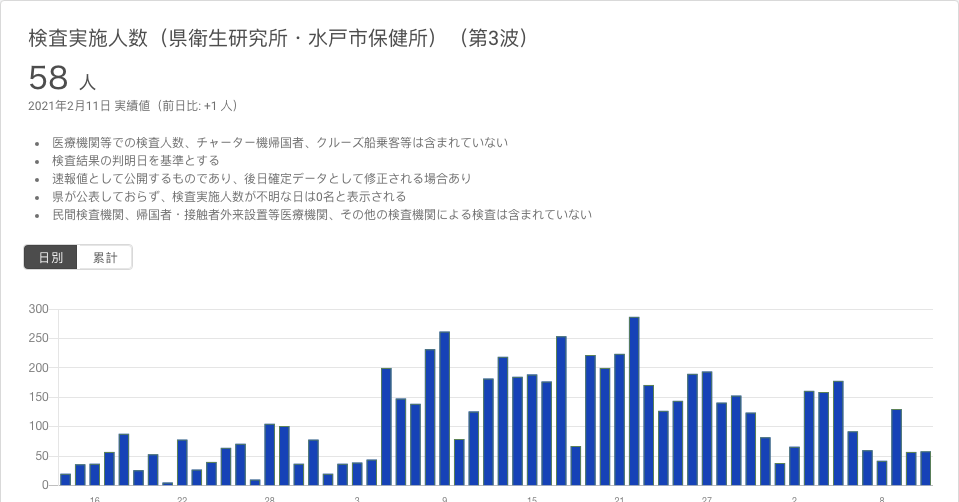 検査実施人数（県衛生研究所・水戸市保健所）（第3波）
58 人
2021年2月11日 実績値（前日比: +1 人）
医療機関等での検査人数、チャーター機帰国者、クルーズ船乗客等は含まれていない
検査結果の判明日を基準とする
速報値として公開するものであり、後日確定データとして修正される場合あり
県が公表しておらず、検査実施人数が不明な日は0名と表示される
民間検査機関、帰国者・接触者外来設置等医療機関、その他の検査機関による検査は含まれていない
日別 累計
300
250
200
150
100
50
0
16 22 28 3 9 15 21 27 2 8